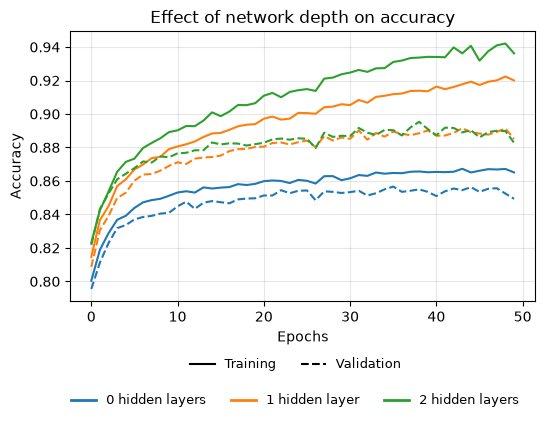 Effect of network depth on accuracy
Accuracy
0.94
0.92
0.90
0.88
0.86
0.84
0.82
0.80
0 10 20 30 40 50
Epochs
Training Validation
0 hidden layers 1 hidden layer 2 hidden layers